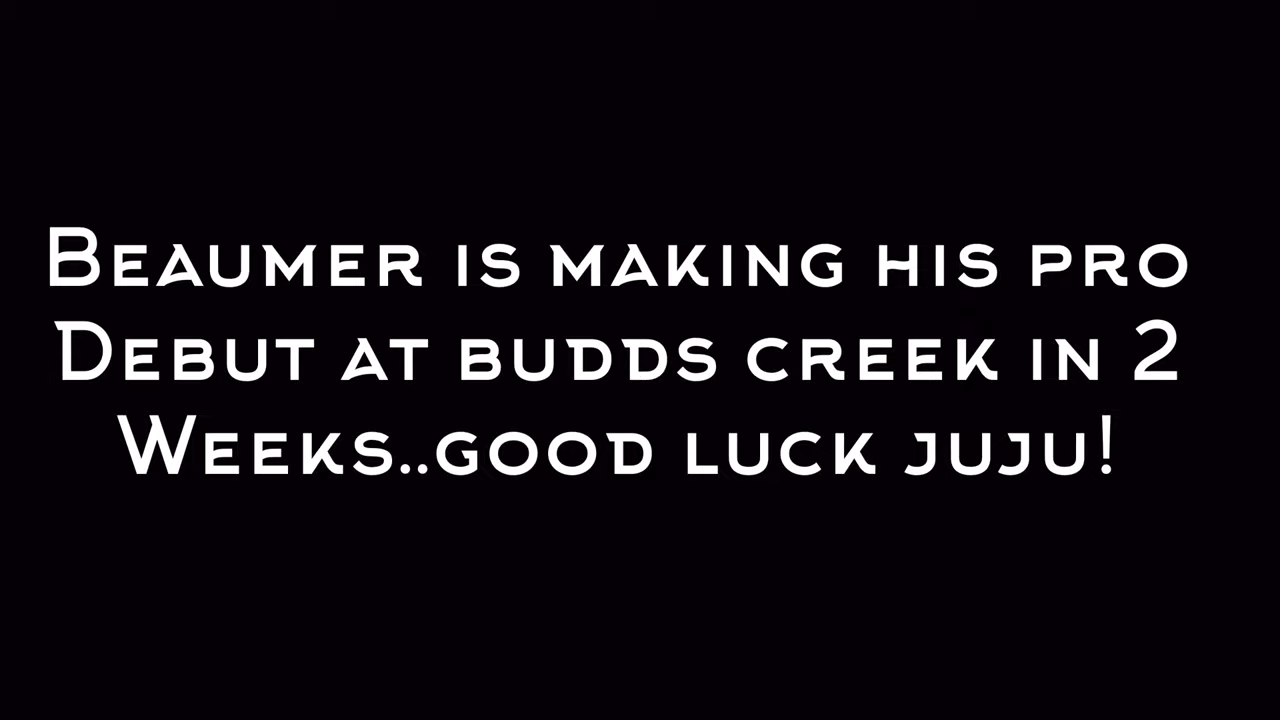 Beaumer is making his pro
Debut at budds creek in 2
Weeks..good luck juju!